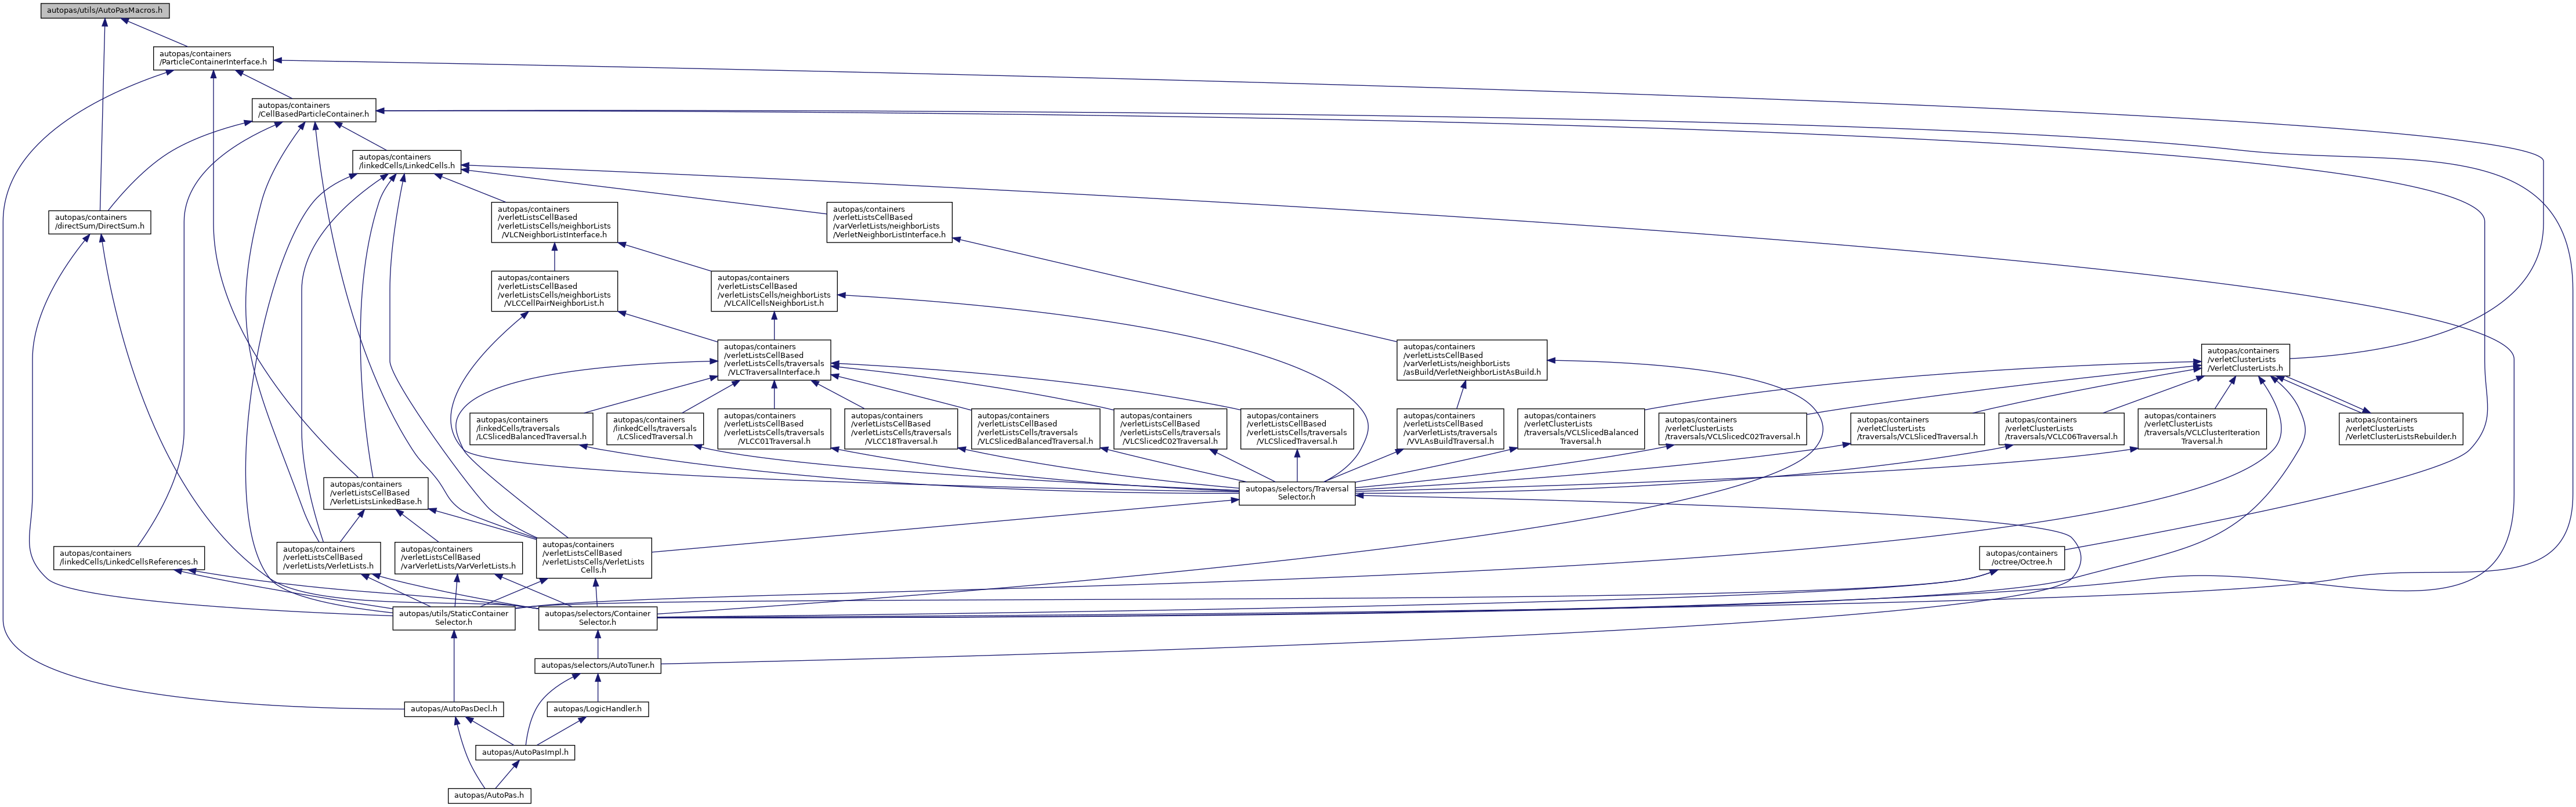 autopas/utils/AutoPasMacros.h
autopas/containers
/ParticleContainerInterface.h
autopas/containers
/CellBasedParticleContainer.h
autopas/containers
/linkedCells/LinkedCells.h
autopas/containers
/directSum/DirectSum.h
autopas/containers
/verletListsCellBased
/verletListsCells/neighborLists
/VLCNeighborListInterface.h
autopas/containers
/verletListsCellBased
/varVerletLists/neighborLists
/VerletNeighborListInterface.h
autopas/containers
/verletListsCellBased
/verletListsCells/neighborLists
/VLCCellPairNeighborList.h
autopas/containers
/verletListsCellBased
/verletListsCells/neighborLists
/VLCAllCellsNeighborList.h
autopas/containers
/verletListsCellBased
/verletListsCells/traversals
/VLCTraversalInterface.h
autopas/containers
/verletListsCellBased
/varVerletLists/neighborLists
/asBuild/VerletNeighborListAsBuild.h
autopas/containers
/verletClusterLists
/VerletClusterLists.h
autopas/containers
/linkedCells/traversals
/LCSlicedBalancedTraversal.h
autopas/containers
/linkedCells/traversals
/LCSlicedTraversal.h
autopas/containers
/verletListsCellBased
/verletListsCells/traversals
/VLCC01Traversal.h
autopas/containers
/verletListsCellBased
/verletListsCells/traversals
/VLCC18Traversal.h
autopas/containers
/verletListsCellBased
/verletListsCells/traversals
/VLCSlicedBalancedTraversal.h
autopas/containers
/verletListsCellBased
/verletListsCells/traversals
/VLCSlicedC02Traversal.h
autopas/containers
/verletListsCellBased
/verletListsCells/traversals
/VLCSlicedTraversal.h
autopas/containers
/verletListsCellBased
/varVerletLists/traversals
/VVLAsBuildTraversal.h
autopas/containers
/verletClusterLists
/traversals/VCLSlicedBalanced
Traversal.h
autopas/containers
/verletClusterLists
/traversals/VCLSlicedC02Traversal.h
autopas/containers
/verletClusterLists
/traversals/VCLSlicedTraversal.h
autopas/containers
/verletClusterLists
/traversals/VCLC06Traversal.h
autopas/containers
/verletClusterLists
/traversals/VCLClusterIteration
Traversal.h
autopas/containers
/verletClusterLists
/VerletClusterListsRebuilder.h
autopas/containers
/verletListsCellBased
/VerletListsLinkedBase.h
autopas/selectors/Traversal
Selector.h
autopas/containers
/linkedCells/LinkedCellsReferences.h
autopas/containers
/verletListsCellBased
/verletLists/VerletLists.h
autopas/containers
/verletListsCellBased
/varVerletLists/VarVerletLists.h
autopas/containers
/verletListsCellBased
/verletListsCells/VerletLists
Cells.h
autopas/containers
/octree/Octree.h
autopas/utils/StaticContainer
Selector.h
autopas/selectors/Container
Selector.h
autopas/selectors/AutoTuner.h
autopas/AutoPasDecl.h
autopas/LogicHandler.h
autopas/AutoPasImpl.h
autopas/AutoPas.h